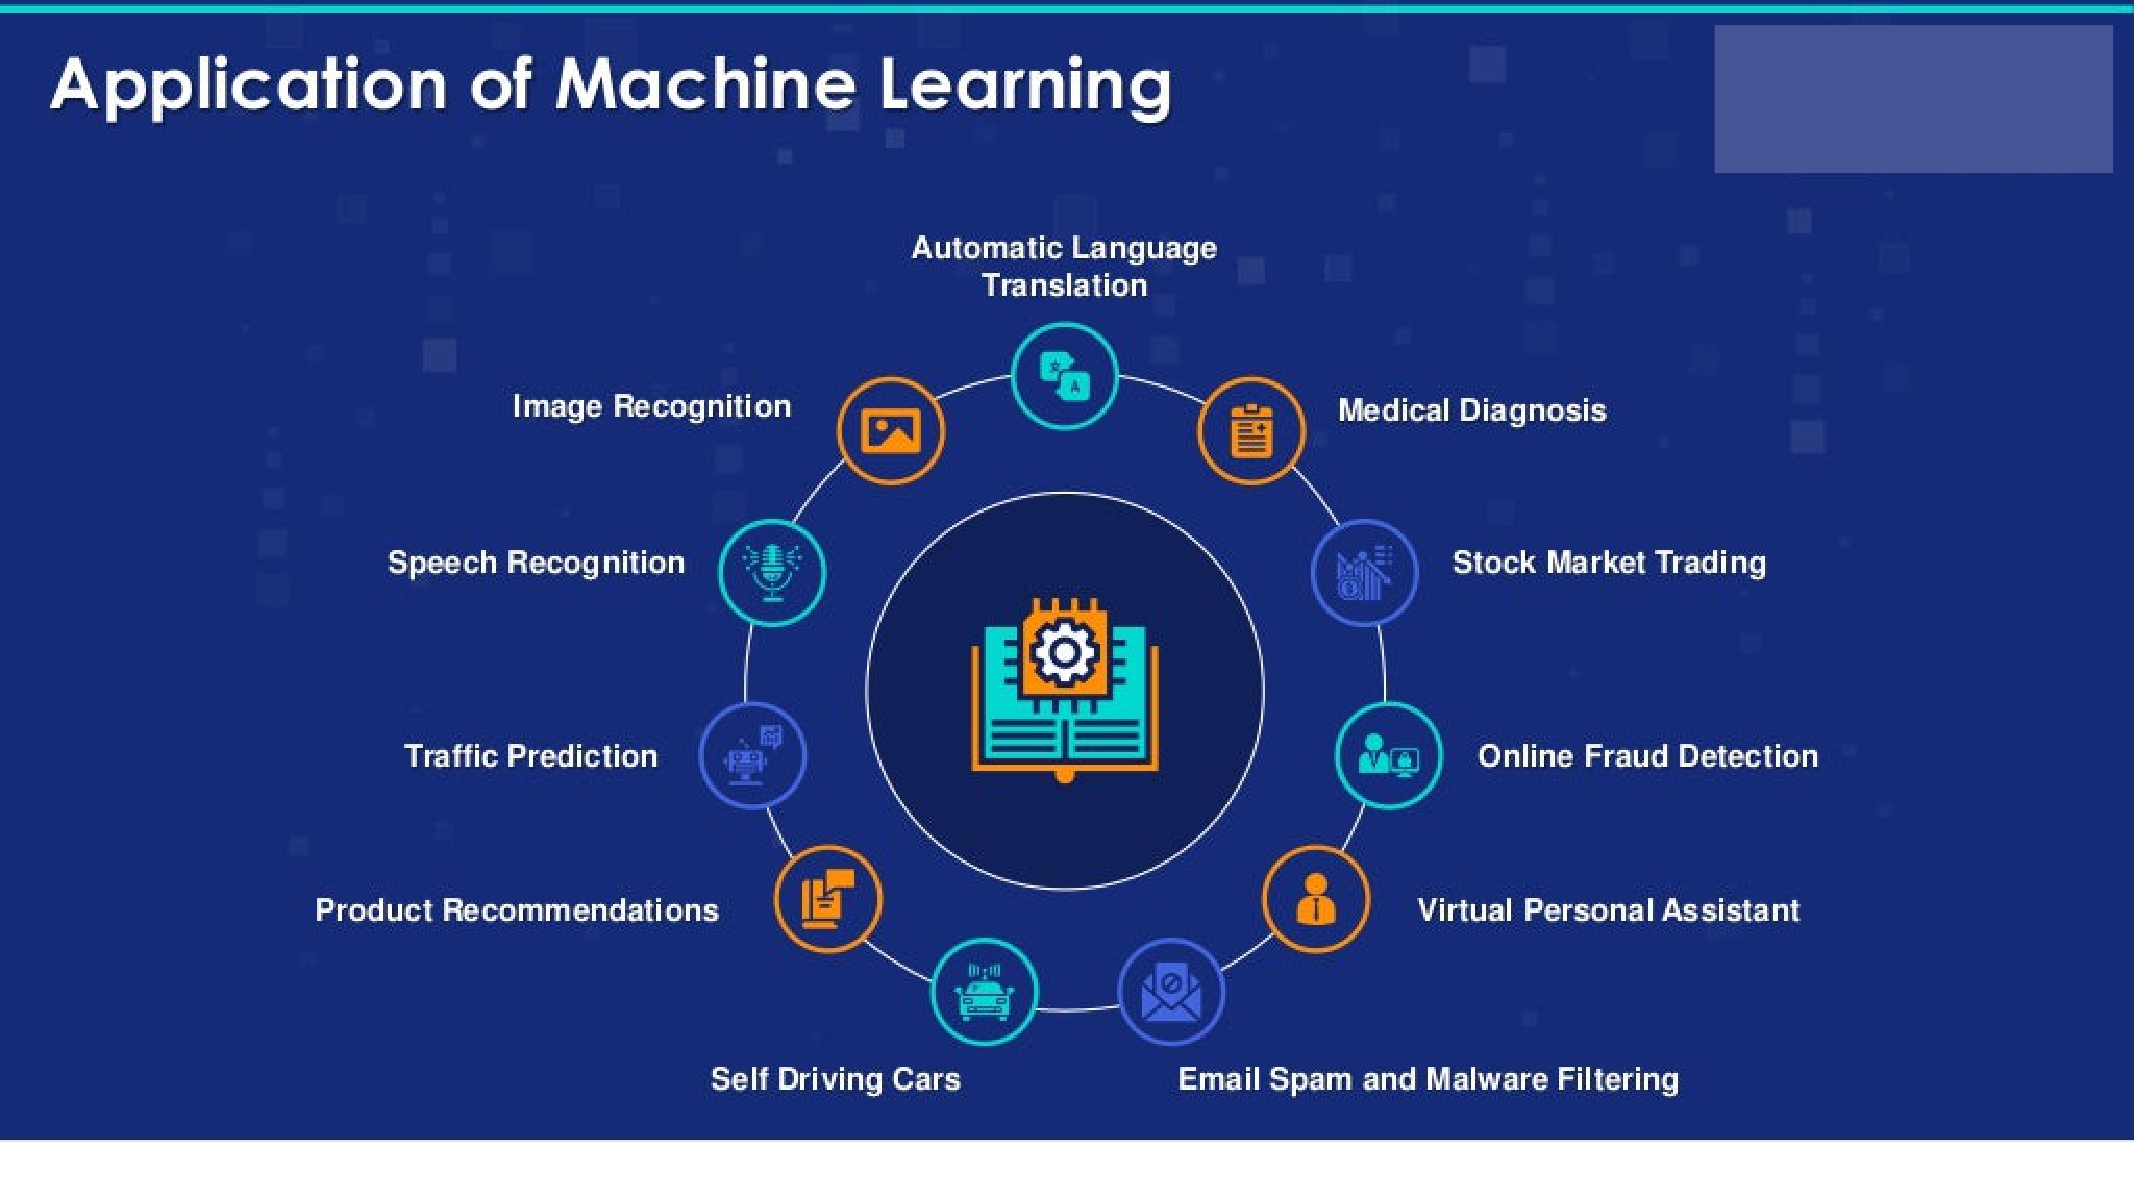 Application of Machine Learning
Automatic Language
Translation
Image Recognition
Medical Diagnosis
Speech Recognition
Stock Market Trading
Traffic Prediction
Online Fraud Detection
Product Recommendations
Virtual Personal Assistant
Self Driving Cars
Email Spam and Malware Filtering